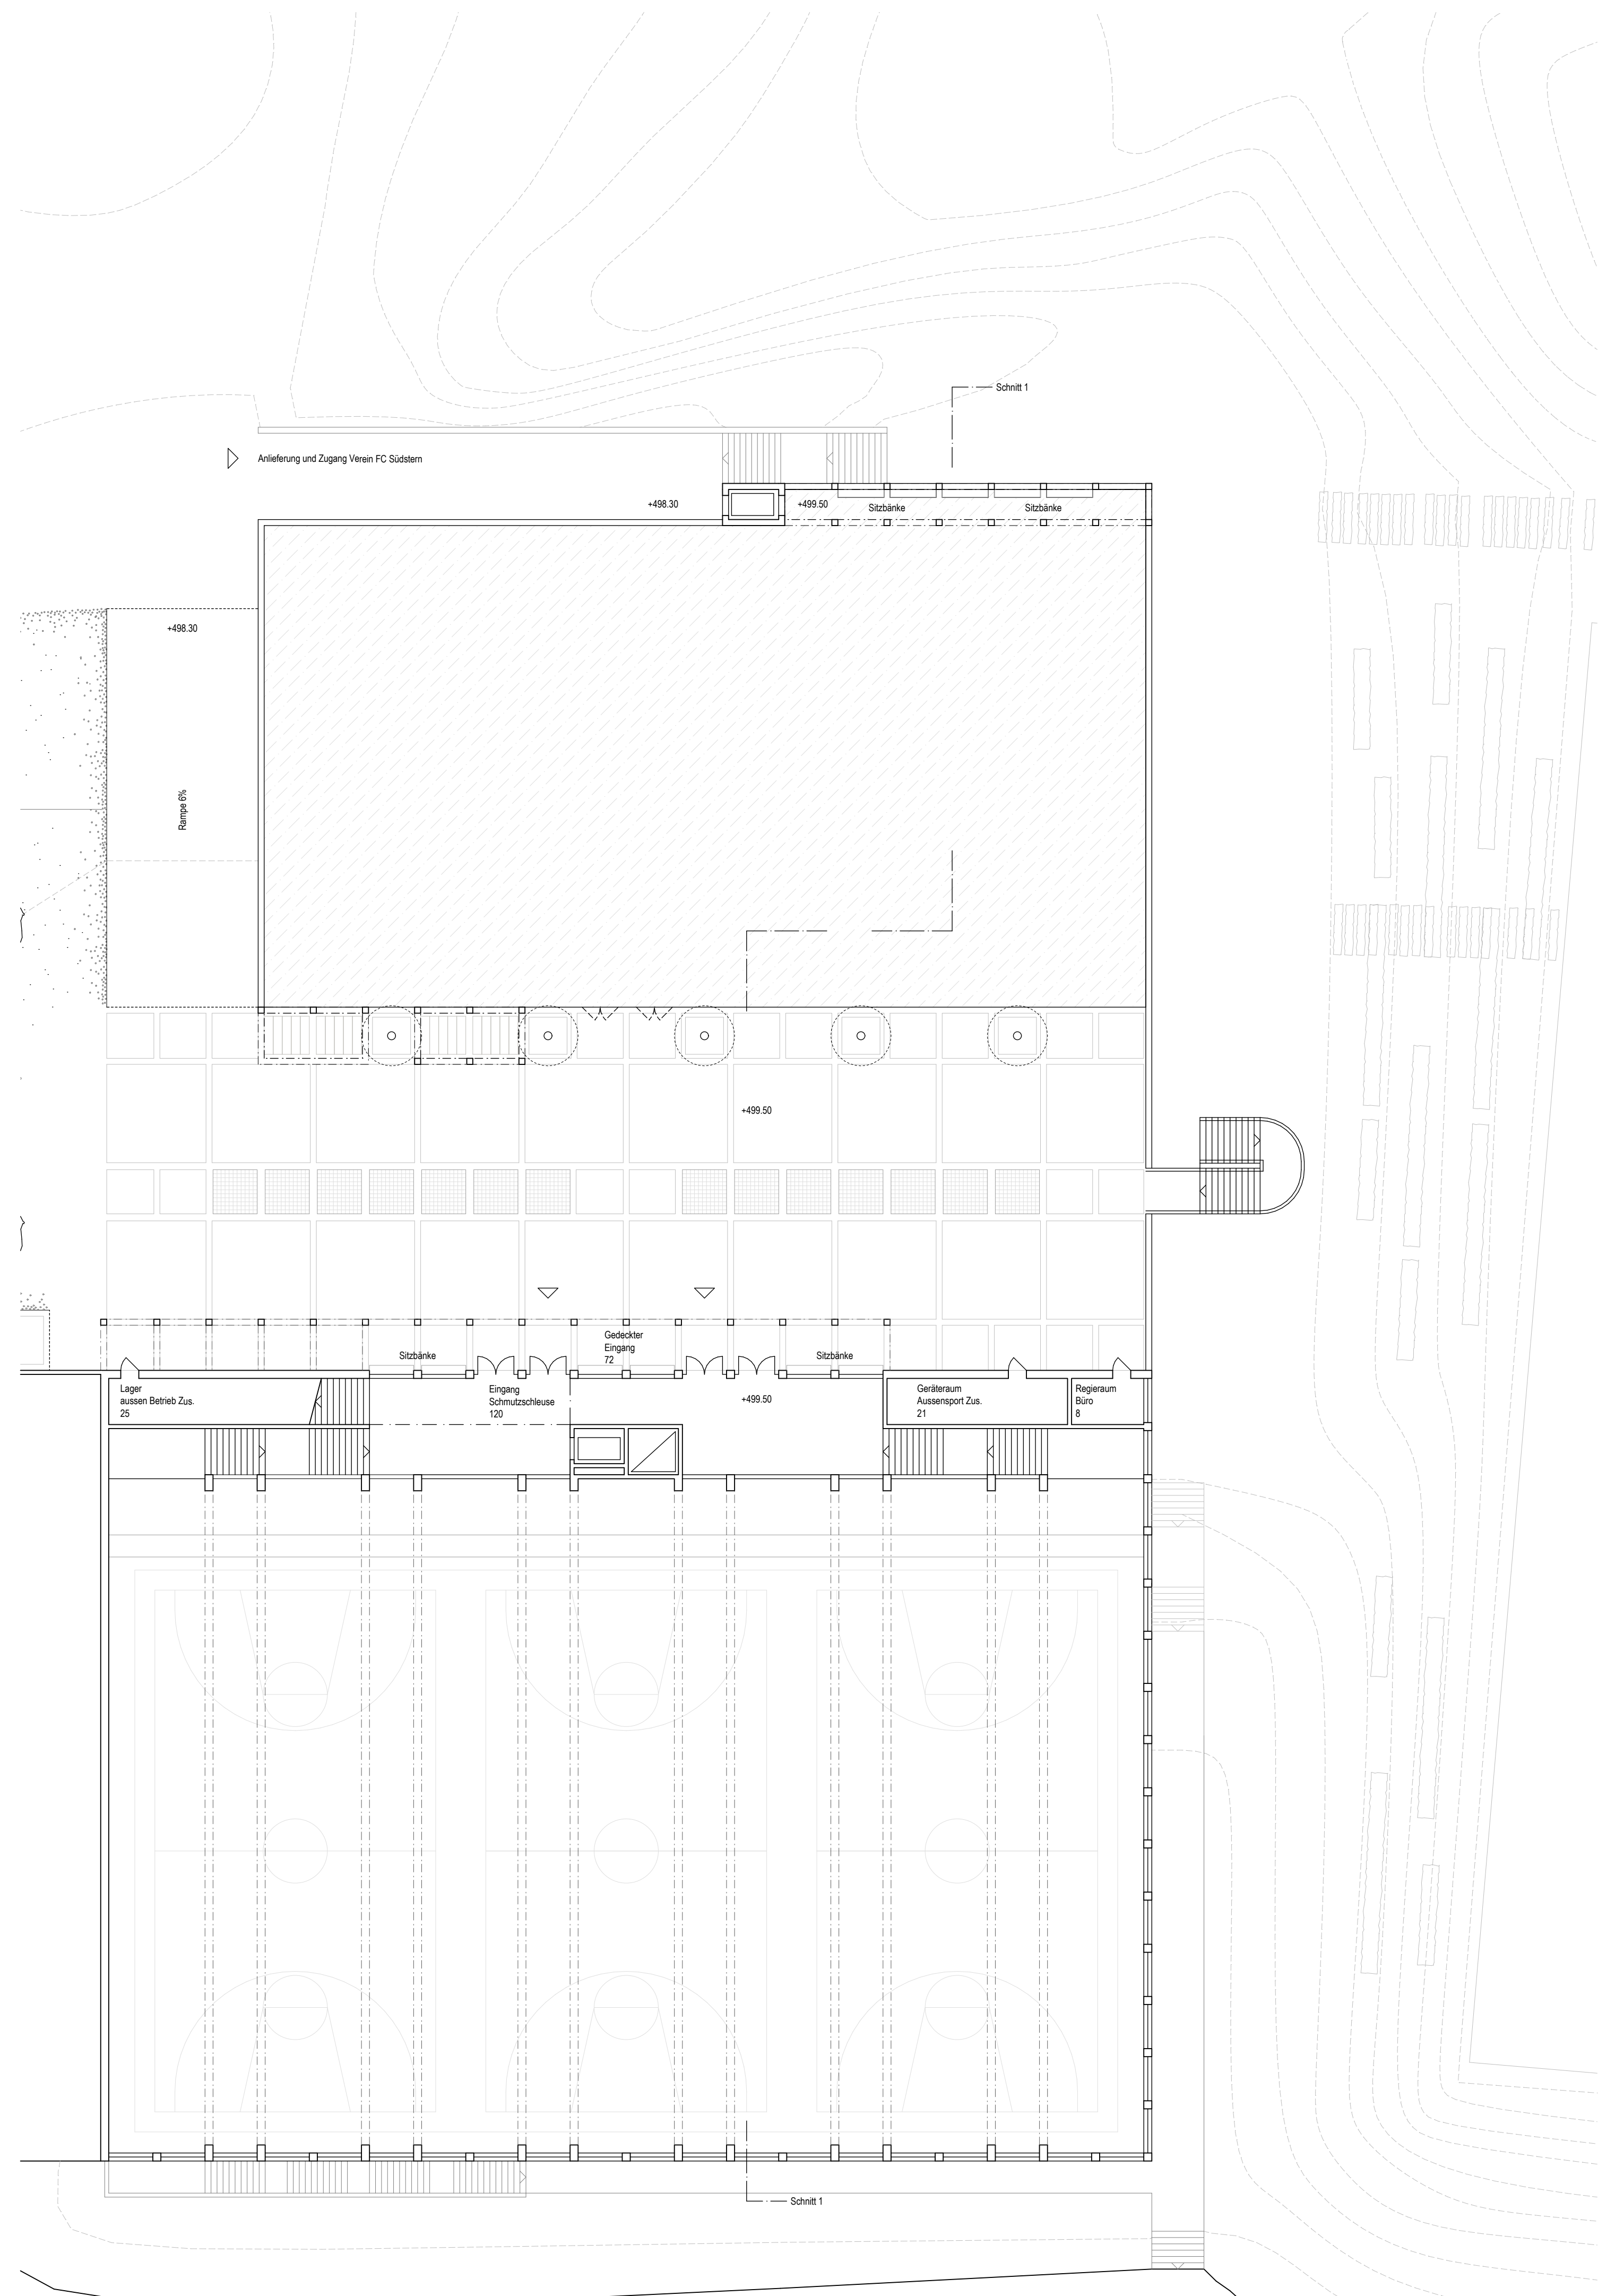 Schnitt 1
Anlieferung und Zugang Verein FC Südstern
+498.30
+499.50
Sitzbänke
Sitzbänke
+498.30
Rampe 6%
+499.50
Gedeckter
Eingang
72
Sitzbänke
Sitzbänke
Lager
aussen Betrieb Zus.
25
Eingang
Schmutzschleuse
120
+499.50
Geräteraum
Aussensport Zus.
21
Regieraum
Büro
8
Schnitt 1